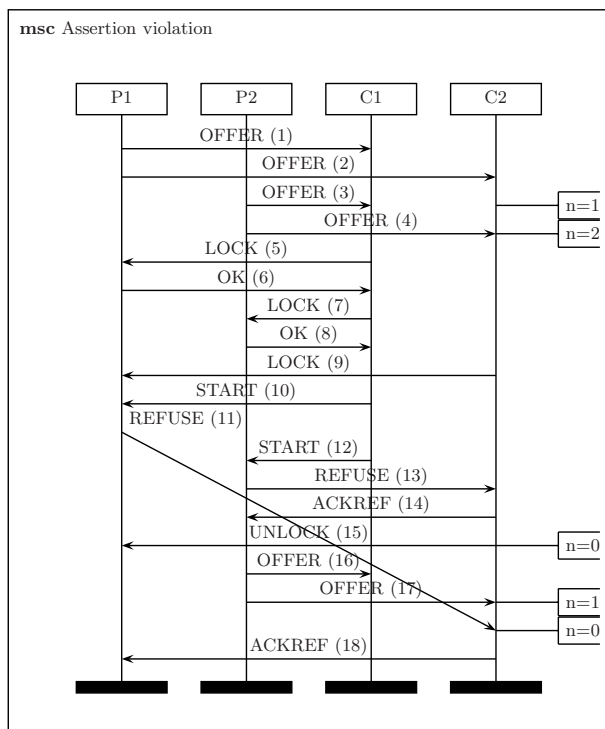 msc Assertion violation
P1 P2 C1 C2
OFFER (1)
OFFER (2)
OFFER (3) n=1
OFFER (4) n=2
LOCK (5)
OK (6)
LOCK (7)
OK (8)
LOCK (9)
START (10)
REFUSE (11)
START (12)
REFUSE (13)
ACKREF (14)
UNLOCK (15) n=0
OFFER (16)
OFFER (17) n=1
n=0
ACKREF (18)